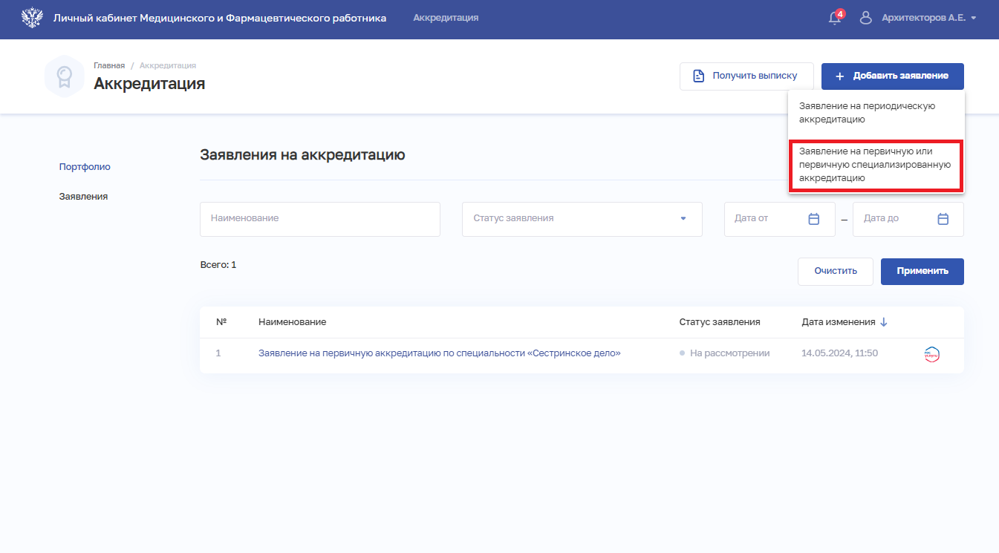 Личный кабинет Медицинского и Фармацевтического работника
Аккредитация
4
Архитекторов А.Е.
Главная / Аккредитация
Аккредитация
Получить выписку
+ Добавить заявление
Заявление на периодическую
аккредитацию
Заявление на первичную или
первичную специализированную
аккредитацию
Портфолио
Заявления
Заявления на аккредитацию
Наименование
Статус заявления
Дата от
–
Дата до
Всего: 1
Очистить
Применить
№ Наименование Статус заявления Дата изменения
1 Заявление на первичную аккредитацию по специальности «Сестринское дело» На рассмотрении 14.05.2024, 11:50
гос
услуги